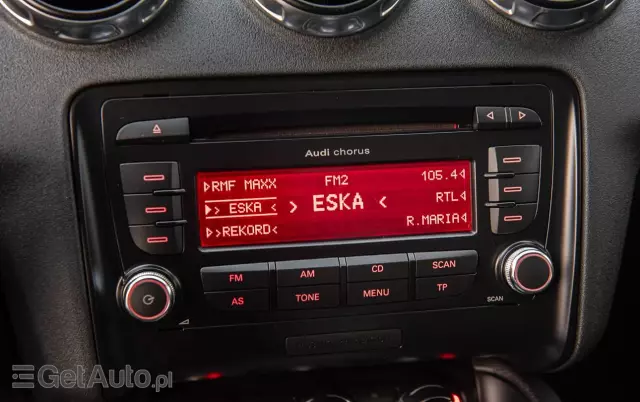 Audi chorus
RMF MAXX FM2 105.4
> ESKA < > ESKA < RTL
>REKORD< R.MARIA
FM AM CD SCAN
AS TONE MENU TP
SCAN
GetAuto.pl